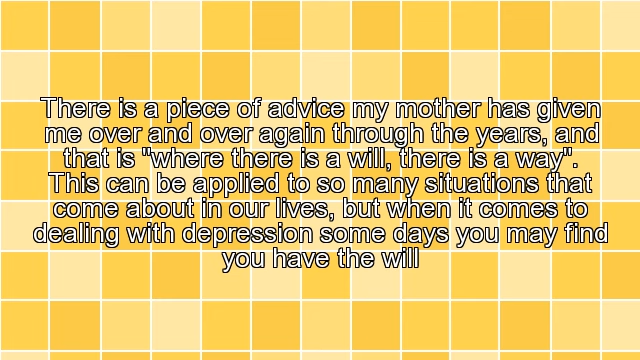 There is a piece of advice my mother has given
me over and over again through the years, and
that is "where there is a will, there is a way".
This can be applied to so many situations that
come about in our lives, but when it comes to
dealing with depression some days you may find
you have the will